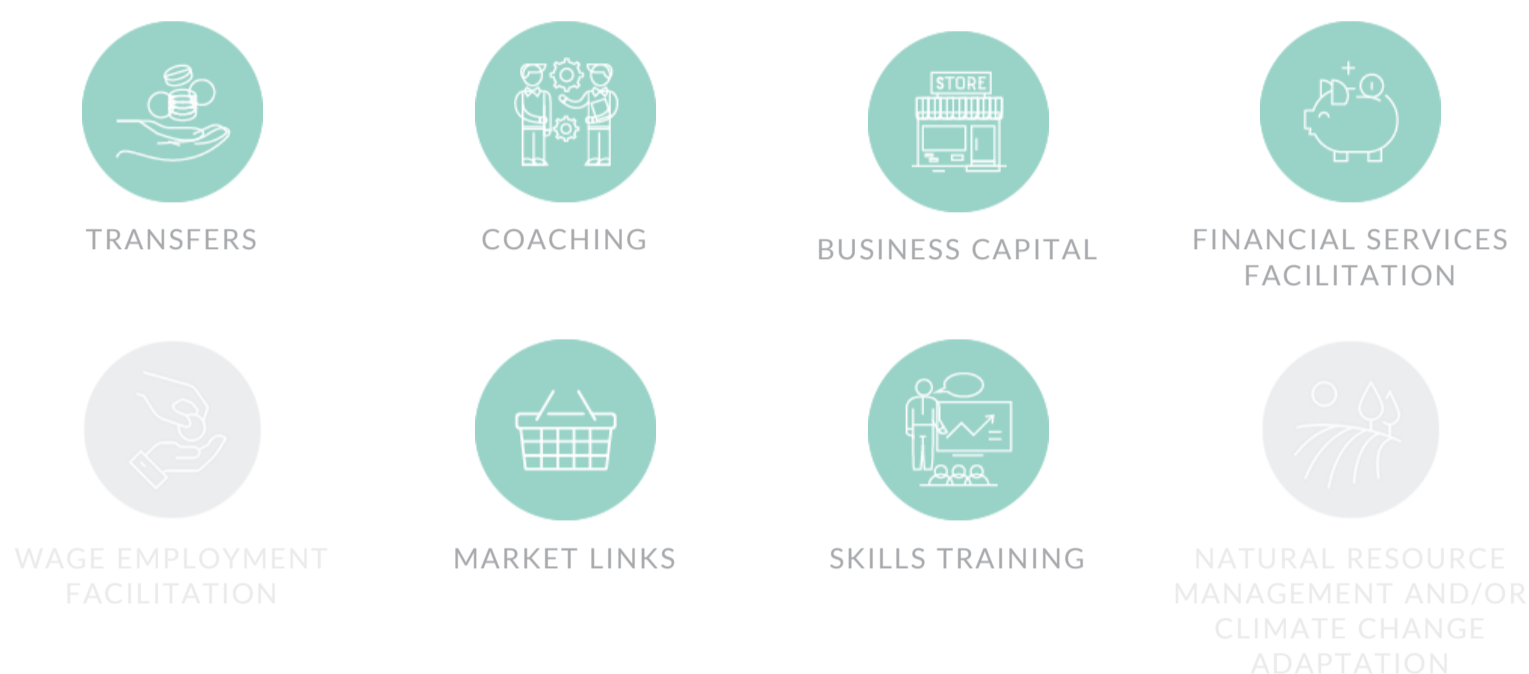 STORE
TRANSFERS
COACHING
BUSINESS CAPITAL
FINANCIAL SERVICES
FACILITATION
WAGE EMPLOYMENT
FACILITATION
MARKET LINKS
SKILLS TRAINING
NATURAL RESOURCE
MANAGEMENT AND/OR
CLIMATE CHANGE
ADAPTATION